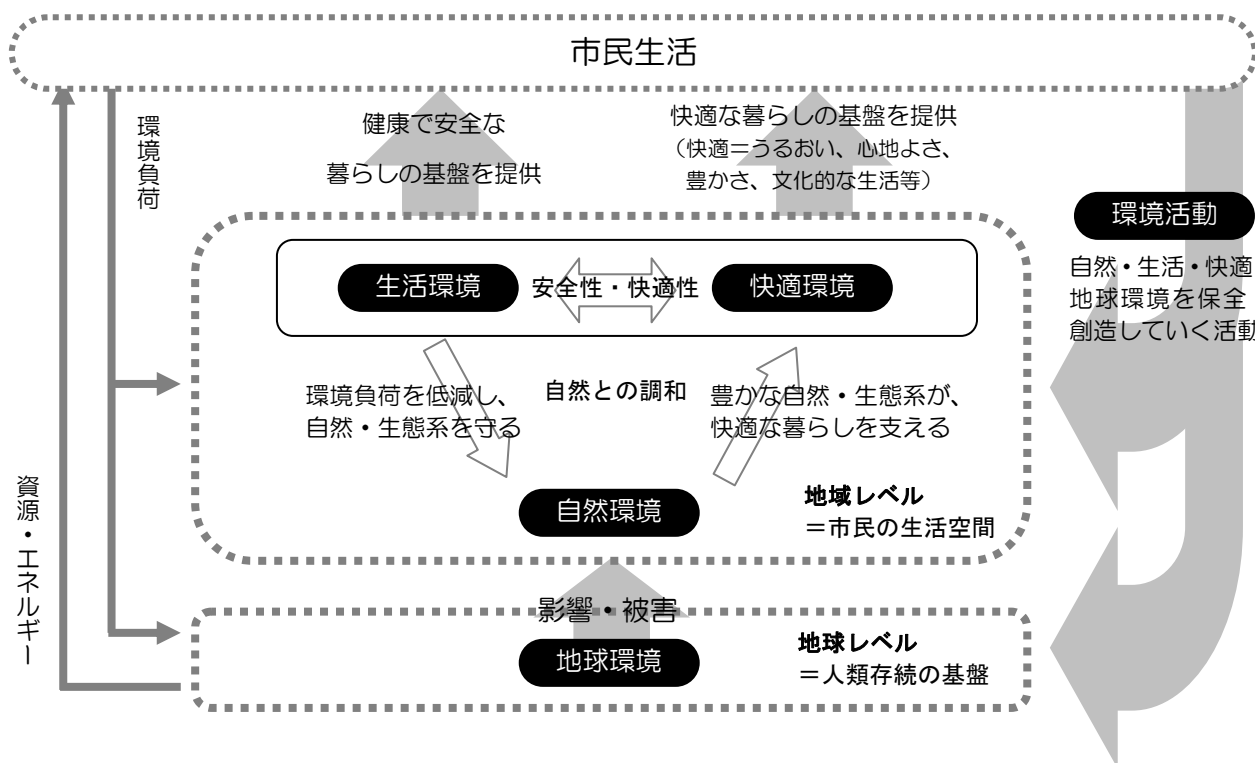 市民生活
環境負荷
健康で安全な
暮らしの基盤を提供
快適な暮らしの基盤を提供
（快適＝うるおい、心地よさ、
豊かさ、文化的な生活等）
環境活動
自然・生活・快適
地球環境を保全
創造していく活動
生活環境
安全性・快適性
快適環境
環境負荷を低減し、
自然・生態系を守る
自然との調和
豊かな自然・生態系が、
快適な暮らしを支える
自然環境
地域レベル
＝市民の生活空間
資源・エネルギー
影響・被害
地球環境
地球レベル
＝人類存続の基盤